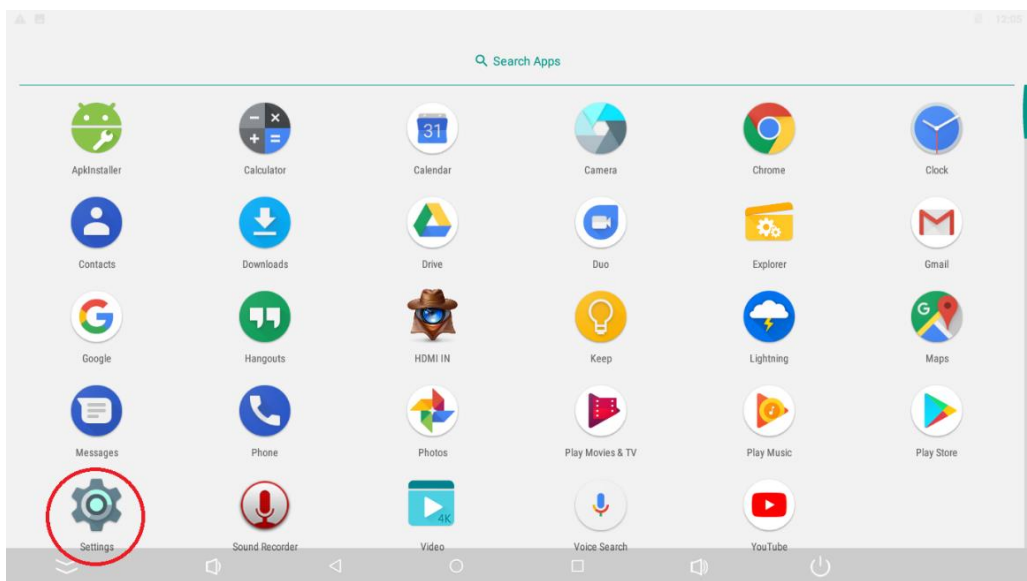 12:05
Search Apps
ApkInstaller
Calculator
Calendar
Camera
Chrome
Clock
31
Contacts
Downloads
Drive
Duo
Explorer
Gmail
Google
Hangouts
HDMI IN
Keep
Lightning
Maps
G
Messages
Phone
Photos
Play Movies & TV
Play Music
Play Store
4K
Settings
Sound Recorder
Video
Voice Search
YouTube